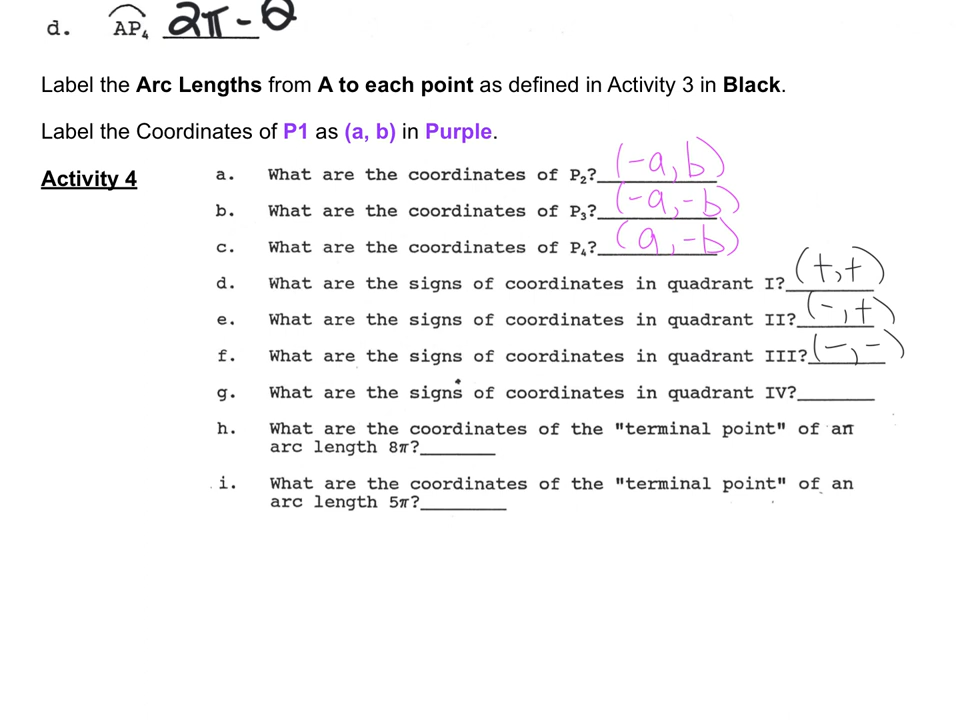 d. AP₄ 2π - θ
Label the Arc Lengths from A to each point as defined in Activity 3 in Black.
Label the Coordinates of P1 as (a, b) in Purple.
Activity 4
a. What are the coordinates of P₂? (-a, b)
b. What are the coordinates of P₃? (-a, -b)
c. What are the coordinates of P₄? (a, -b)
d. What are the signs of coordinates in quadrant I? (+, +)
e. What are the signs of coordinates in quadrant II? (-, +)
f. What are the signs of coordinates in quadrant III? (-, -)
g. What are the signs of coordinates in quadrant IV?
h. What are the coordinates of the "terminal point" of an
arc length 8π?
i. What are the coordinates of the "terminal point" of an
arc length 5π?